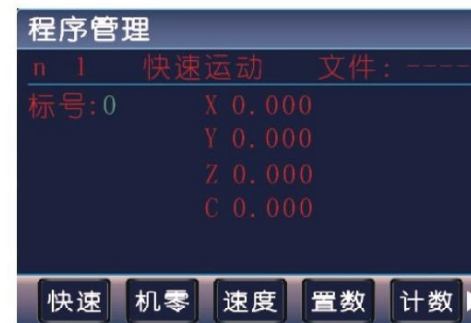 程序管理
n 1 快速运动 文件: ----
标号:0 X 0.000
Y 0.000
Z 0.000
C 0.000
快速 机零 速度 置数 计数